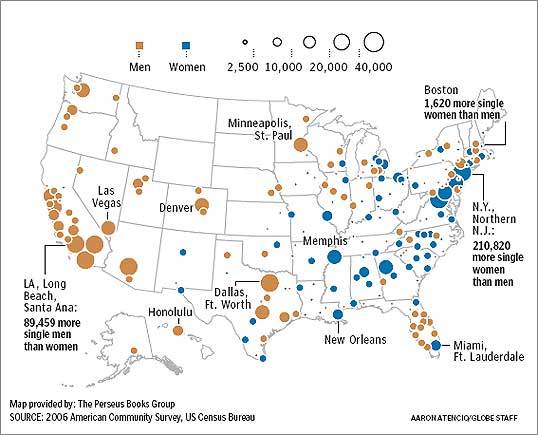 Men
Women
2,500
10,000
20,000
40,000
Boston
1,620 more single
women than men
Minneapolis,
St. Paul
Las
Vegas
Denver
N.Y.,
Northern
N.J.:
210,820
more single
women
than men
Memphis
LA, Long
Beach,
Santa Ana:
89,459 more
single men
than women
Dallas,
Ft. Worth
Honolulu
New Orleans
Miami,
Ft. Lauderdale
Map provided by: The Perseus Books Group
SOURCE: 2006 American Community Survey, US Census Bureau
AARON ATENCIO/GLOBE STAFF